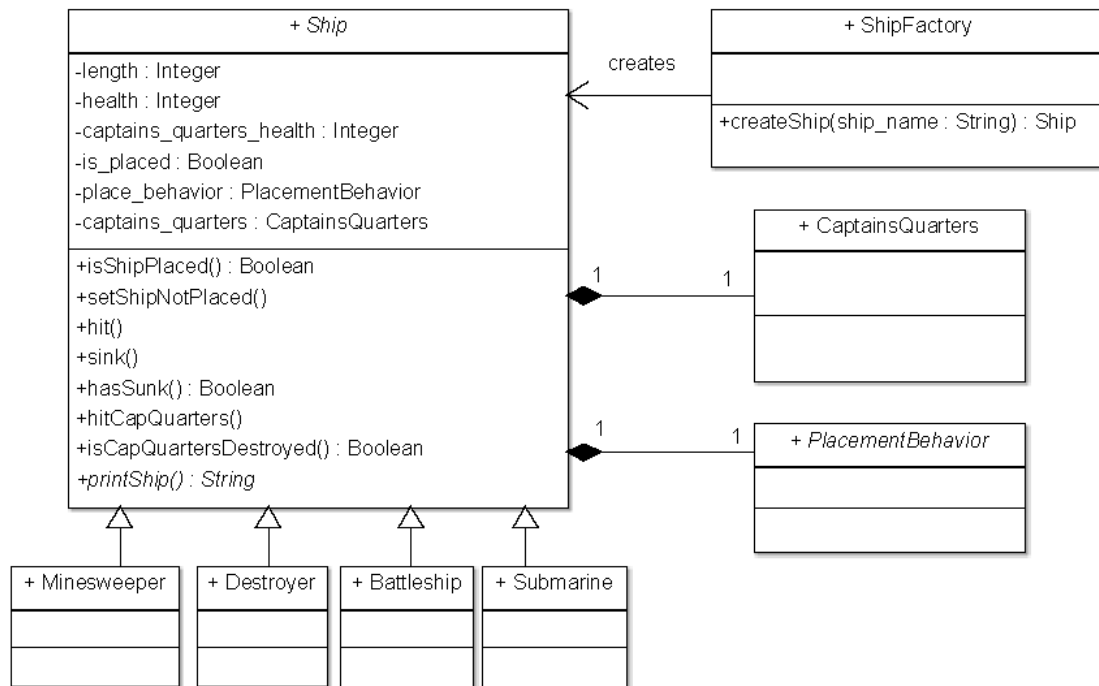 + Ship
-length : Integer
-health : Integer
-captains_quarters_health : Integer
-is_placed : Boolean
-place_behavior : PlacementBehavior
-captains_quarters : CaptainsQuarters
+isShipPlaced() : Boolean
+setShipNotPlaced()
+hit()
+sink()
+hasSunk() : Boolean
+hitCapQuarters()
+isCapQuartersDestroyed() : Boolean
+printShip() : String
creates
+ ShipFactory
+createShip(ship_name : String) : Ship
1
1
+ CaptainsQuarters
1
1
+ PlacementBehavior
+ Minesweeper
+ Destroyer
+ Battleship
+ Submarine